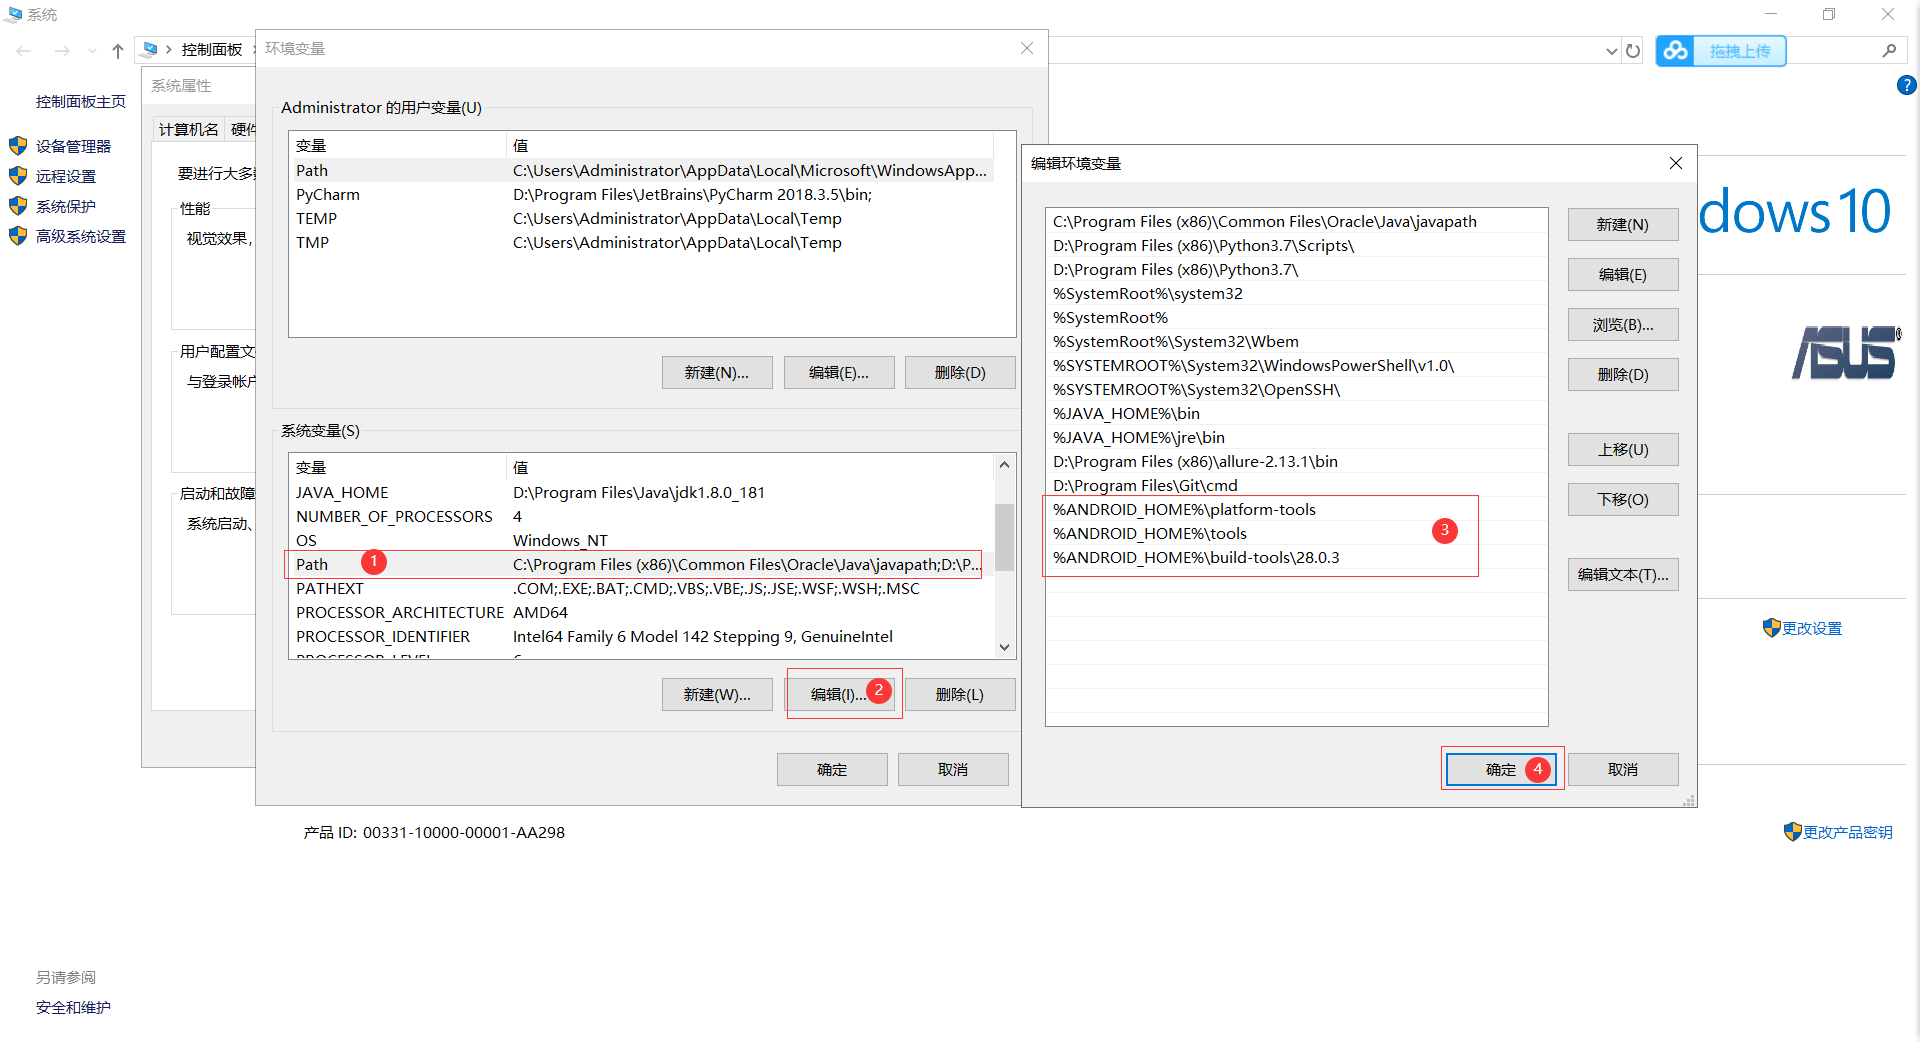 系统
控制面板
拖拽上传
控制面板主页
设备管理器
远程设置
系统保护
高级系统设置
另请参阅
安全和维护
系统属性
计算机名
硬件
要进行大多
性能
视觉效果,
用户配置文
与登录帐户
启动和故障
系统启动、
环境变量
Administrator 的用户变量(U)
变量 值
Path C:\Users\Administrator\AppData\Local\Microsoft\WindowsApp...
PyCharm D:\Program Files\JetBrains\PyCharm 2018.3.5\bin;
TEMP C:\Users\Administrator\AppData\Local\Temp
TMP C:\Users\Administrator\AppData\Local\Temp
新建(N)... 编辑(E)... 删除(D)
系统变量(S)
变量 值
JAVA_HOME D:\Program Files\Java\jdk1.8.0_181
NUMBER_OF_PROCESSORS 4
OS Windows_NT
Path 1 C:\Program Files (x86)\Common Files\Oracle\Java\javapath;D:\P...
PATHEXT .COM;.EXE;.BAT;.CMD;.VBS;.VBE;.JS;.JSE;.WSF;.WSH;.MSC
PROCESSOR_ARCHITECTURE AMD64
PROCESSOR_IDENTIFIER Intel64 Family 6 Model 142 Stepping 9, GenuineIntel
新建(W)... 编辑(I)... 2 删除(L)
确定 取消
编辑环境变量
C:\Program Files (x86)\Common Files\Oracle\Java\javapath
D:\Program Files (x86)\Python3.7\Scripts\
D:\Program Files (x86)\Python3.7\
%SystemRoot%\system32
%SystemRoot%
%SystemRoot%\System32\Wbem
%SYSTEMROOT%\System32\WindowsPowerShell\v1.0\
%SYSTEMROOT%\System32\OpenSSH\
%JAVA_HOME%\bin
%JAVA_HOME%\jre\bin
D:\Program Files (x86)\allure-2.13.1\bin
D:\Program Files\Git\cmd
%ANDROID_HOME%\platform-tools
%ANDROID_HOME%\tools
%ANDROID_HOME%\build-tools\28.0.3
3
新建(N)
编辑(E)
浏览(B)...
删除(D)
上移(U)
下移(O)
编辑文本(T)...
确定 4 取消
dows 10
ASUS®
更改设置
产品 ID: 00331-10000-00001-AA298
更改产品密钥